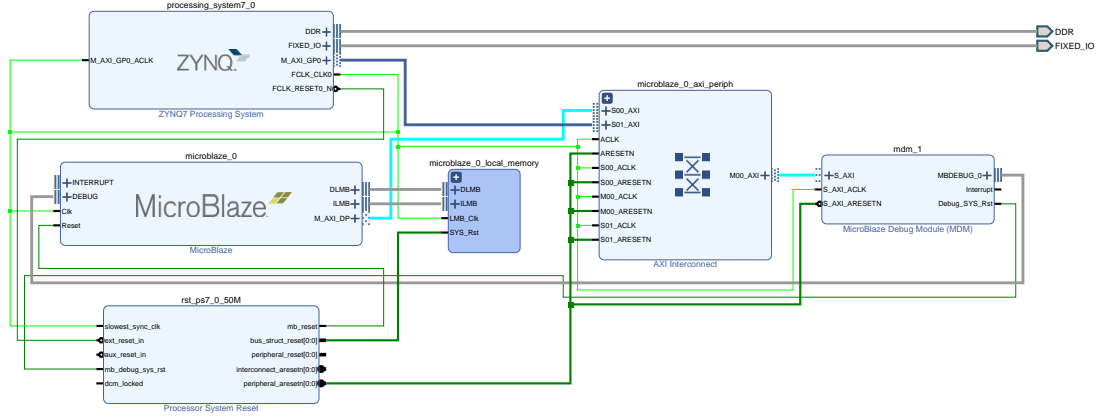 processing_system7_0
DDR
FIXED_IO
M_AXI_GP0_ACLK
M_AXI_GP0
FCLK_CLK0
FCLK_RESET0_N
ZYNQ
ZYNQ7 Processing System
DDR
FIXED_IO
microblaze_0
INTERRUPT
DEBUG
Clk
Reset
MicroBlaze
DLMB
ILMB
M_AXI_DP
MicroBlaze
microblaze_0_local_memory
DLMB
ILMB
LMB_Clk
SYS_Rst
microblaze_0_axi_periph
S00_AXI
S01_AXI
ACLK
ARESETN
S00_ACLK
S00_ARESETN
M00_ACLK
M00_ARESETN
S01_ACLK
S01_ARESETN
M00_AXI
AXI Interconnect
mdm_1
S_AXI
S_AXI_ACLK
S_AXI_ARESETN
MBDEBUG_0
Interrupt
Debug_SYS_Rst
MicroBlaze Debug Module (MDM)
rst_ps7_0_50M
slowest_sync_clk
ext_reset_in
aux_reset_in
mb_debug_sys_rst
dcm_locked
mb_reset
bus_struct_reset[0:0]
peripheral_reset[0:0]
interconnect_aresetn[0:0]
peripheral_aresetn[0:0]
Processor System Reset